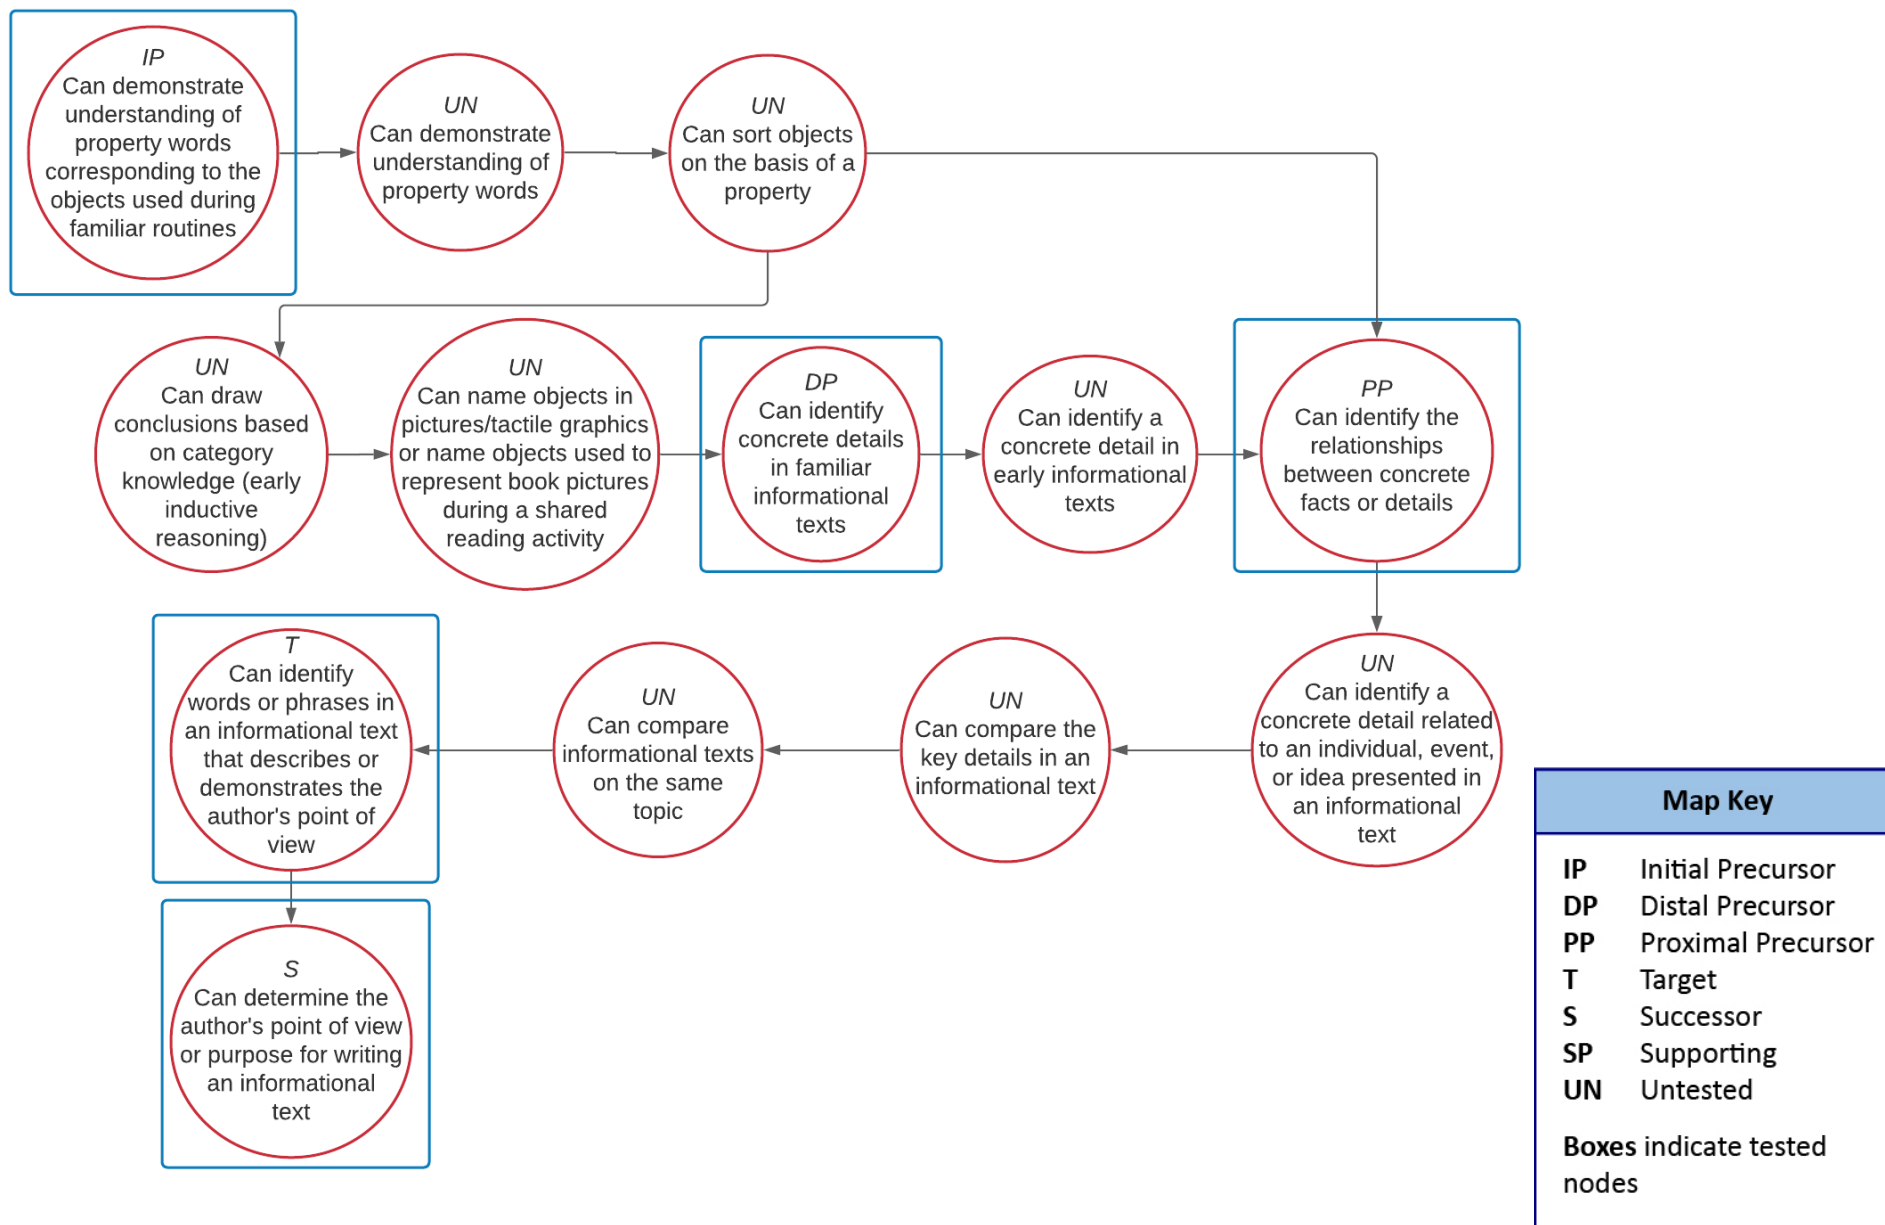 IP
Can demonstrate
understanding of
property words
corresponding to the
objects used during
familiar routines
UN
Can demonstrate
understanding of
property words
UN
Can sort objects
on the basis of a
property
UN
Can draw
conclusions based
on category
knowledge (early
inductive
reasoning)
UN
Can name objects in
pictures/tactile graphics
or name objects used to
represent book pictures
during a shared
reading activity
DP
Can identify
concrete details
in familiar
informational
texts
UN
Can identify a
concrete detail in
early informational
texts
PP
Can identify the
relationships
between concrete
facts or details
T
Can identify
words or phrases in
an informational text
that describes or
demonstrates the
author's point of
view
UN
Can compare
informational texts
on the same
topic
UN
Can compare the
key details in an
informational text
UN
Can identify a
concrete detail related
to an individual, event,
or idea presented in
an informational
text
S
Can determine the
author's point of view
or purpose for writing
an informational
text
Map Key
IP Initial Precursor
DP Distal Precursor
PP Proximal Precursor
T Target
S Successor
SP Supporting
UN Untested
Boxes indicate tested
nodes